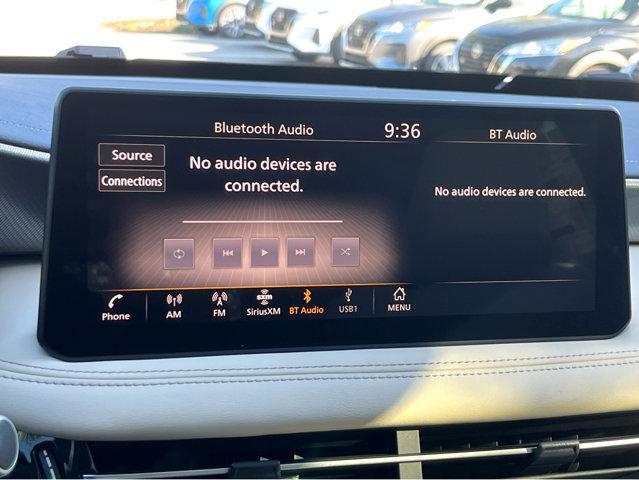 Bluetooth Audio
9:36
BT Audio
Source
Connections
No audio devices are
connected.
No audio devices are connected.
Phone
AM
FM
sxm
SiriusXM
BT Audio
USB1
MENU